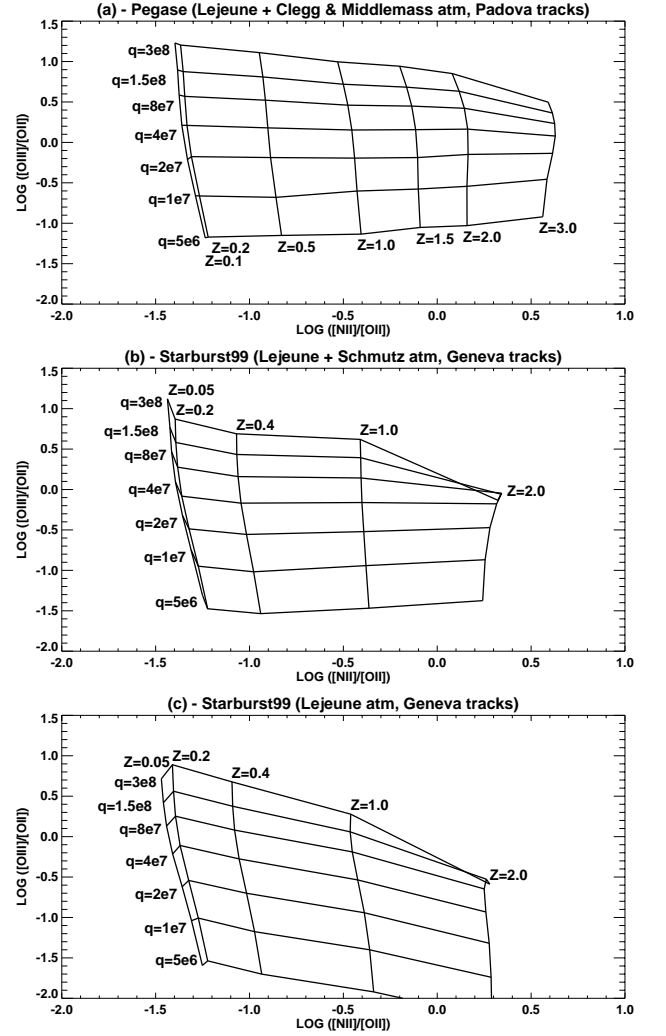 (a) - Pegase (Lejeune + Clegg & Middlemass atm, Padova tracks)
1.5
1.0
0.5
0.0
-0.5
-1.0
-1.5
2.0
LOG ([OIII]/[OII])
q=3e8
q=1.5e8
q=8e7
q=4e7
q=2e7
q=1e7
q=5e6
Z=0.2
Z=0.1
Z=0.5
Z=1.0
Z=1.5
Z=2.0
Z=3.0
-2.0 -1.5 -1.0 -0.5 0.0 0.5 1.0
LOG ([NII]/[OII])
(b) - Starburst99 (Lejeune + Schmutz atm, Geneva tracks)
1.5
1.0
0.5
0.0
-0.5
-1.0
-1.5
2.0
LOG ([OIII]/[OII])
Z=0.05
q=3e8
Z=0.2
q=1.5e8
Z=0.4
Z=1.0
q=8e7
q=4e7
Z=2.0
q=2e7
q=1e7
q=5e6
-2.0 -1.5 -1.0 -0.5 0.0 0.5 1.0
LOG ([NII]/[OII])
(c) - Starburst99 (Lejeune atm, Geneva tracks)
1.5
1.0
0.5
0.0
-0.5
-1.0
-1.5
-2.0
LOG ([OIII]/[OII])
Z=0.05
Z=0.2
q=3e8
Z=0.4
q=1.5e8
Z=1.0
q=8e7
q=4e7
Z=2.0
q=2e7
q=1e7
q=5e6
-2.0 -1.5 -1.0 -0.5 0.0 0.5 1.0
LOG ([NII]/[OII])